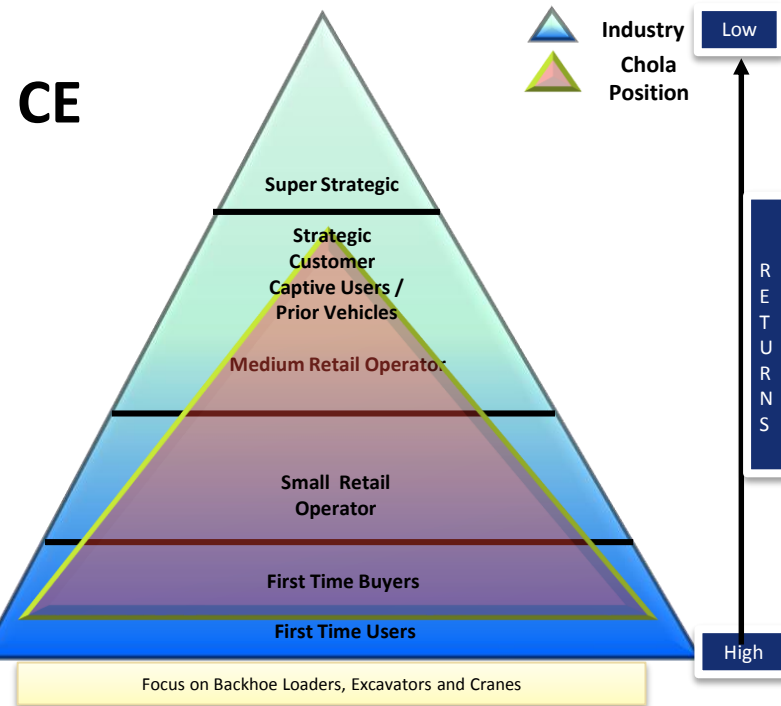 CE
Industry
Chola
Position
Low
Super Strategic
Strategic
Customer
Captive Users /
Prior Vehicles
Medium Retail Operator
Small Retail
Operator
First Time Buyers
First Time Users
RETURNS
High
Focus on Backhoe Loaders, Excavators and Cranes